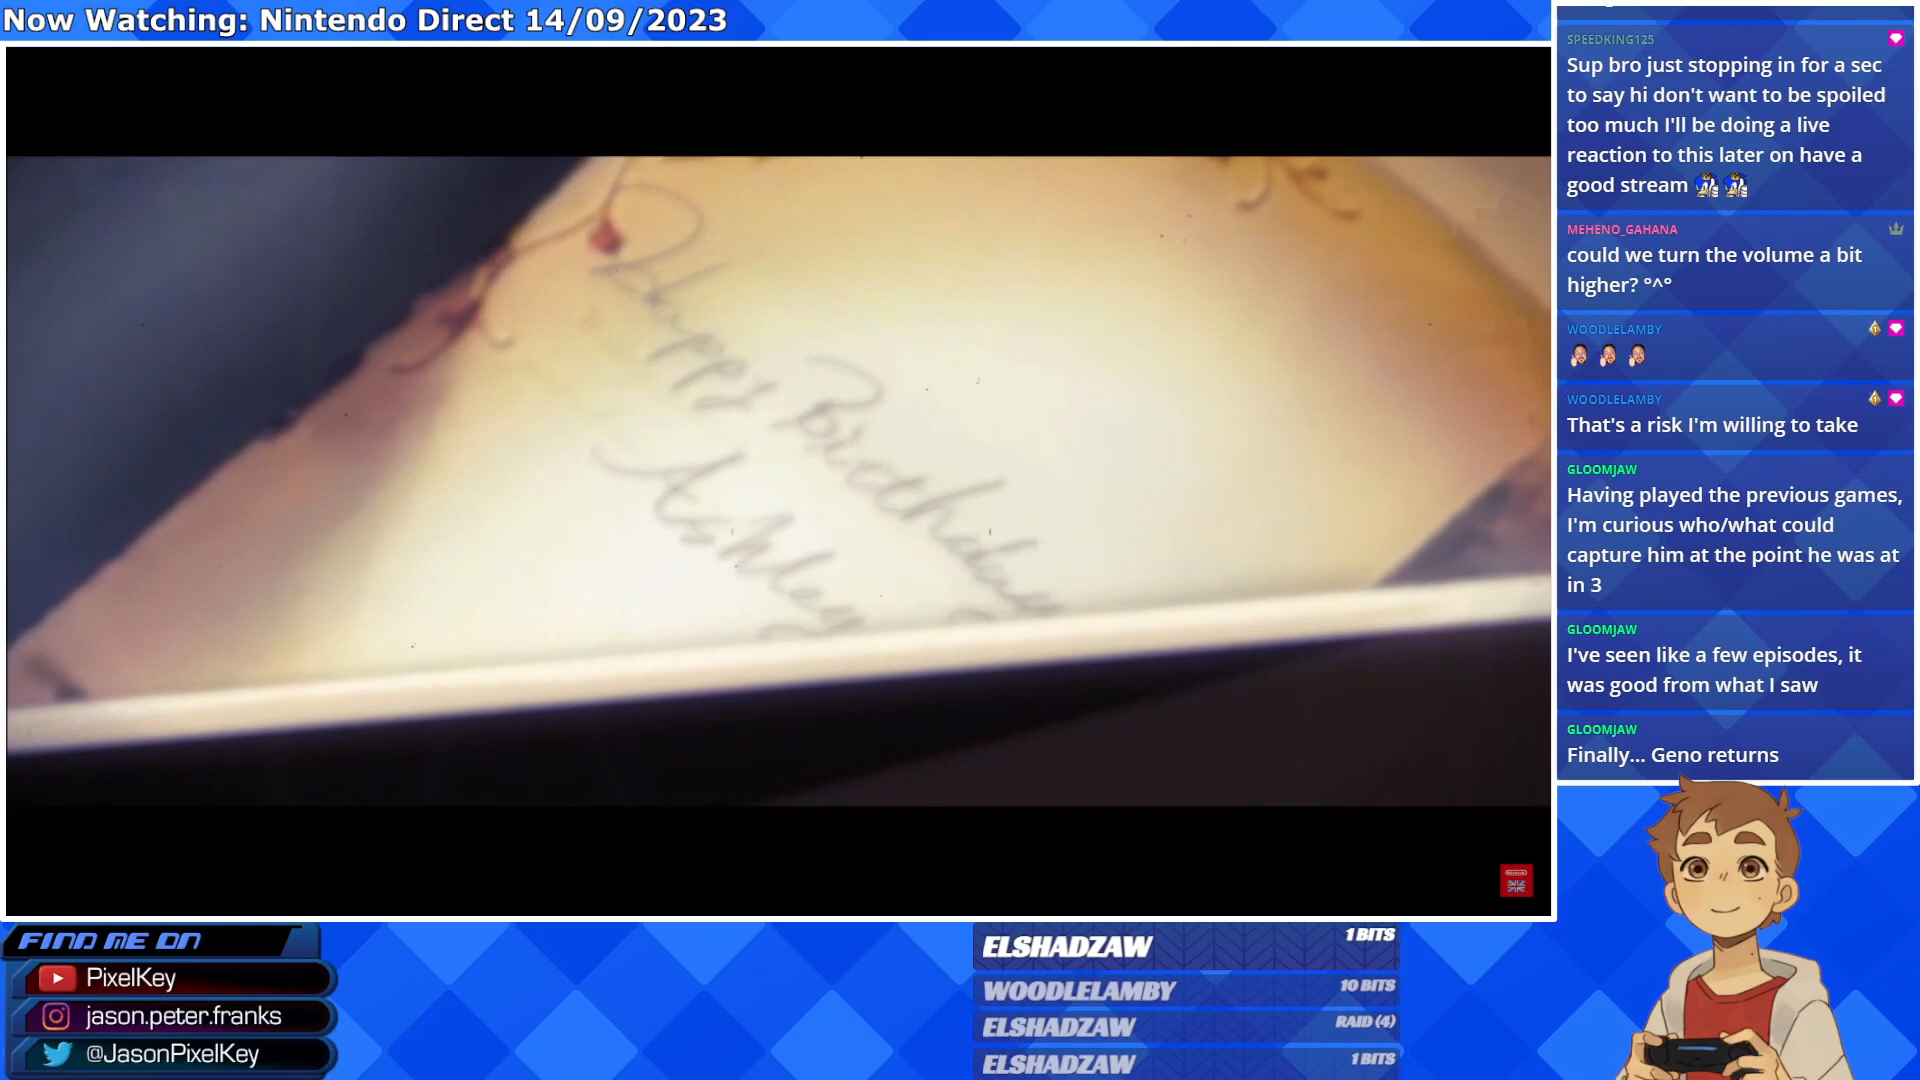 Now Watching: Nintendo Direct 14/09/2023
Happy Birthday
Ashley
SPEEDKING125
Sup bro just stopping in for a sec
to say hi don't want to be spoiled
too much I'll be doing a live
reaction to this later on have a
good stream
MEHENO_GAHANA
could we turn the volume a bit
higher? °^°
WOODLELAMBY
WOODLELAMBY
That's a risk I'm willing to take
GLOOMJAW
Having played the previous games,
I'm curious who/what could
capture him at the point he was at
in 3
GLOOMJAW
I've seen like a few episodes, it
was good from what I saw
GLOOMJAW
Finally... Geno returns
FIND ME ON
PixelKey
jason.peter.franks
@JasonPixelKey
ELSHADZAW 1 BITS
WOODLELAMBY 10 BITS
ELSHADZAW RAID (4)
ELSHADZAW 1 BITS